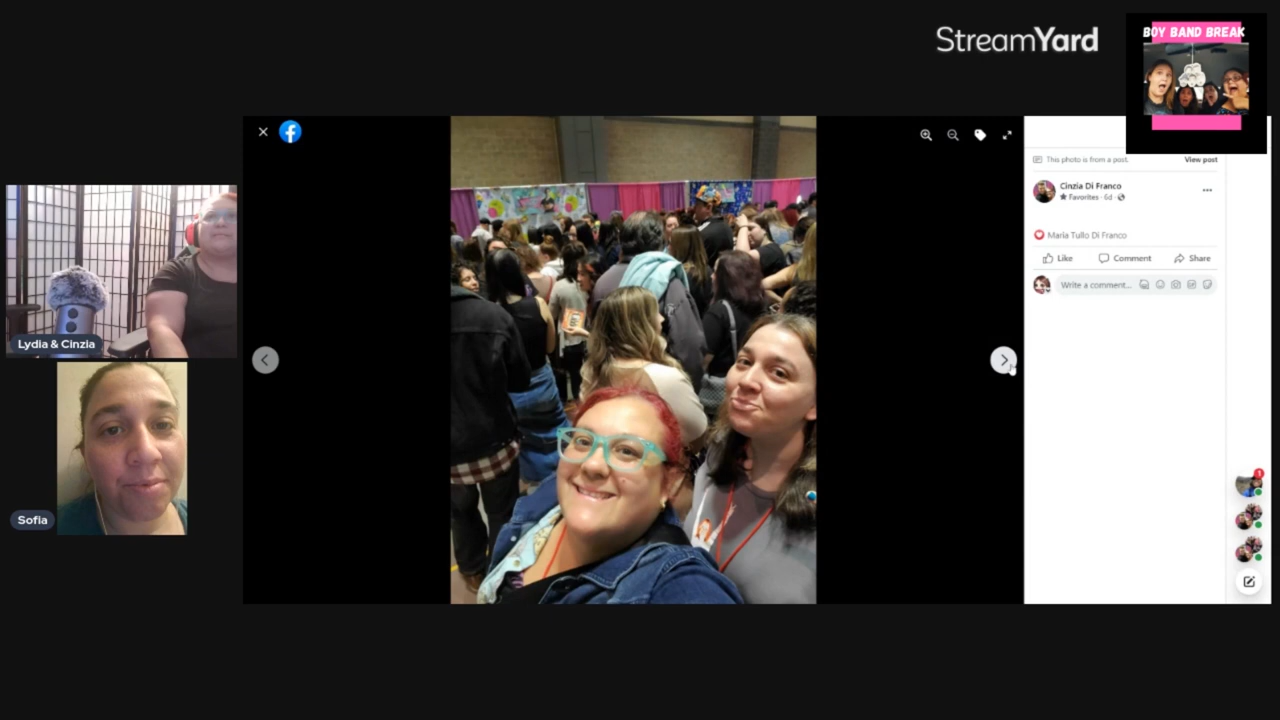 StreamYard
BOY BAND BREAK
This photo is from a post.
View post
Cinzia Di Franco
Favorites · 6d ·
Maria Tullo Di Franco
Like
Comment
Share
Write a comment...
1
Lydia & Cinzia
Sofia